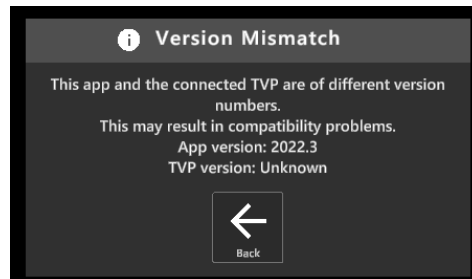 Version Mismatch
This app and the connected TVP are of different version
numbers.
This may result in compatibility problems.
App version: 2022.3
TVP version: Unknown
Back